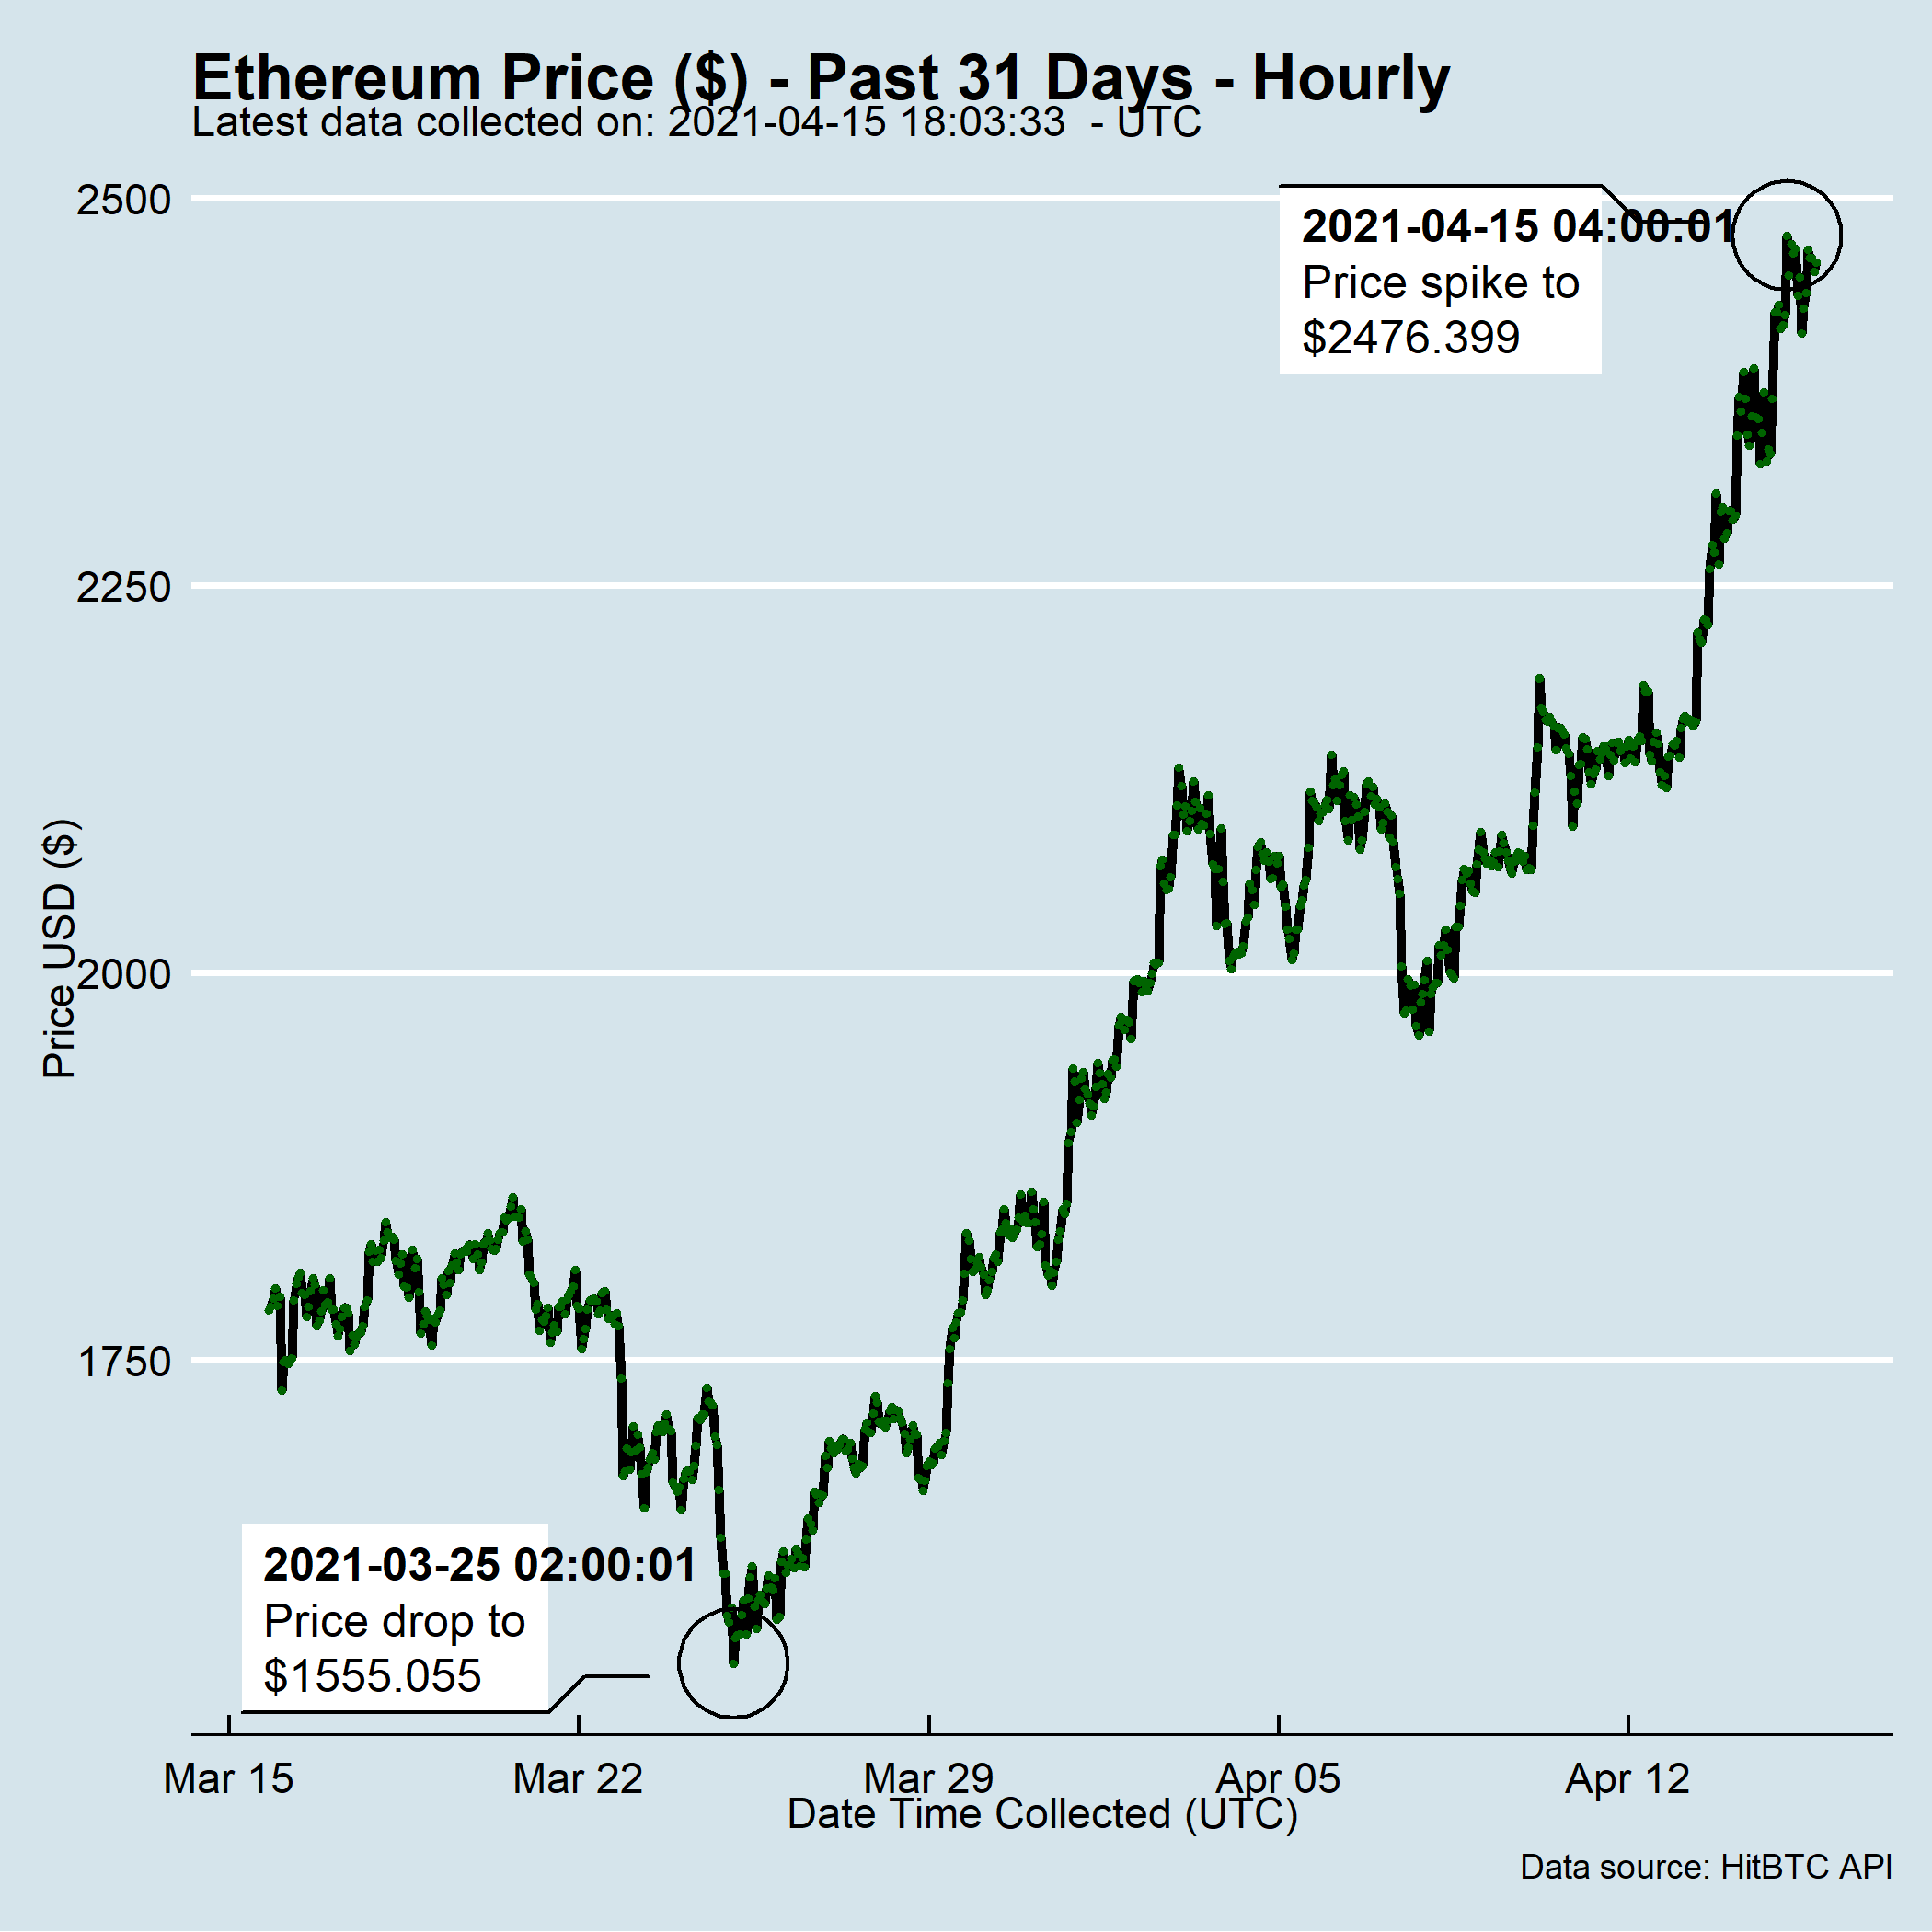 Ethereum Price ($) - Past 31 Days - Hourly
Latest data collected on: 2021-04-15 18:03:33  - UTC
2500
2021-04-15 04:00:01
Price spike to
$2476.399
2250
Price USD ($)
2000
1750
2021-03-25 02:00:01
Price drop to
$1555.055
Mar 15 Mar 22 Mar 29 Apr 05 Apr 12
Date Time Collected (UTC)
Data source: HitBTC API